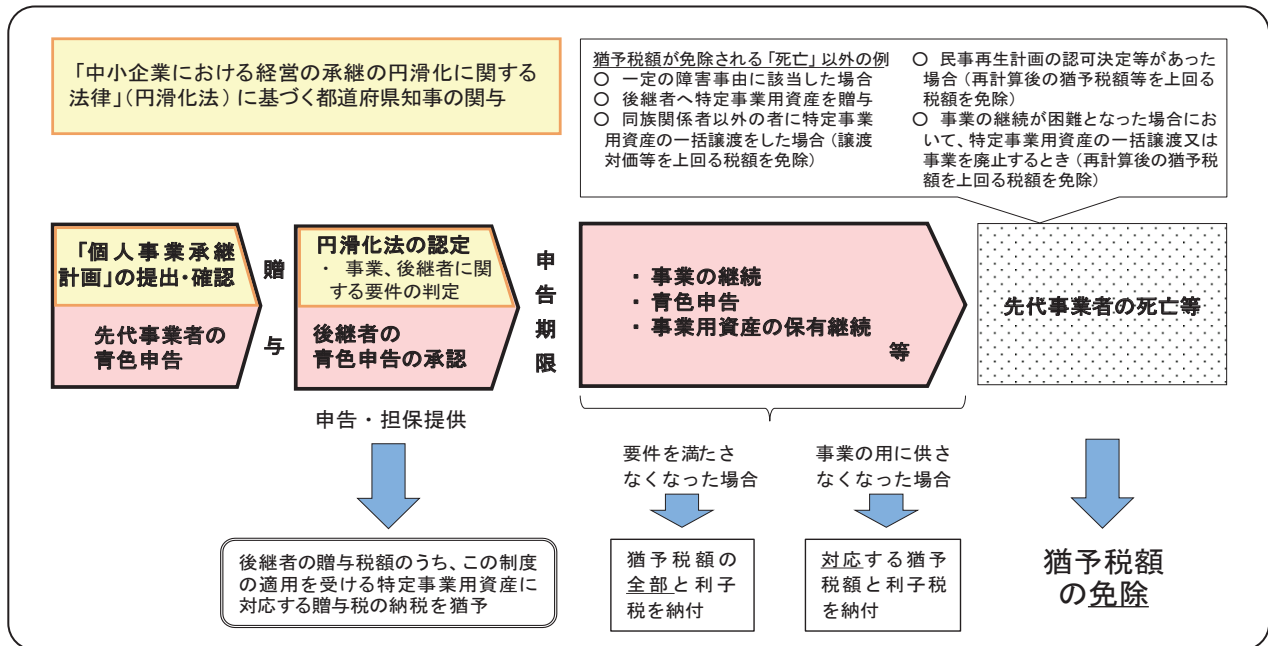 「中小企業における経営の承継の円滑化に関する
法律」（円滑化法）に基づく都道府県知事の関与
猶予税額が免除される「死亡」以外の例
○ 一定の障害事由に該当した場合
○ 後継者へ特定事業用資産を贈与
○ 同族関係者以外の者に特定事業
用資産の一括譲渡をした場合（譲渡
対価等を上回る税額を免除）
○ 民事再生計画の認可決定等があった
場合（再計算後の猶予税額等を上回る
税額を免除）
○ 事業の継続が困難となった場合にお
いて、特定事業用資産の一括譲渡又は
事業を廃止するとき（再計算後の猶予税
額を上回る税額を免除）
「個人事業承継
計画」の提出・確認
先代事業者の
青色申告
贈与
円滑化法の認定
・ 事業、後継者に関
する要件の判定
後継者の
青色申告の承認
申告期限
・ 事業の継続
・ 青色申告
・ 事業用資産の保有継続
等
先代事業者の死亡等
申告・担保提供
要件を満たさ
なくなった場合
事業の用に供さ
なくなった場合
後継者の贈与税額のうち、この制度
の適用を受ける特定事業用資産に
対応する贈与税の納税を猶予
猶予税額の
全部と利子
税を納付
対応する猶予
税額と利子税
を納付
猶予税額
の免除